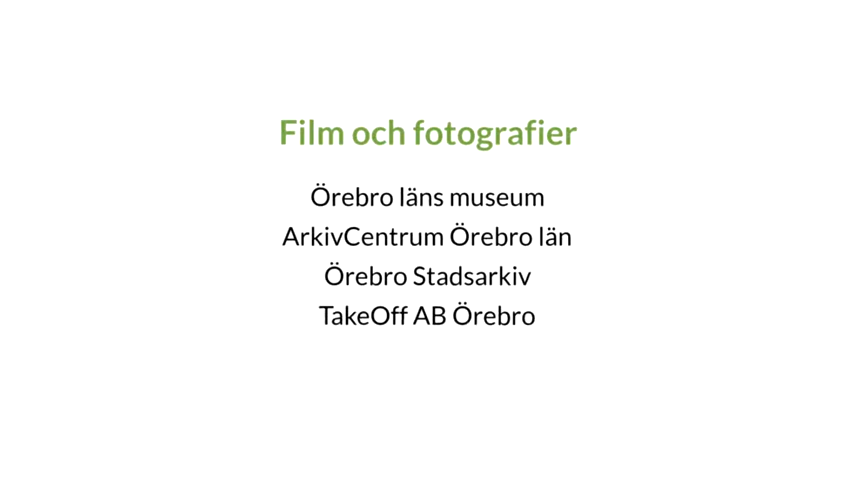 Film och fotografier
Örebro läns museum
ArkivCentrum Örebro län
Örebro Stadsarkiv
TakeOff AB Örebro